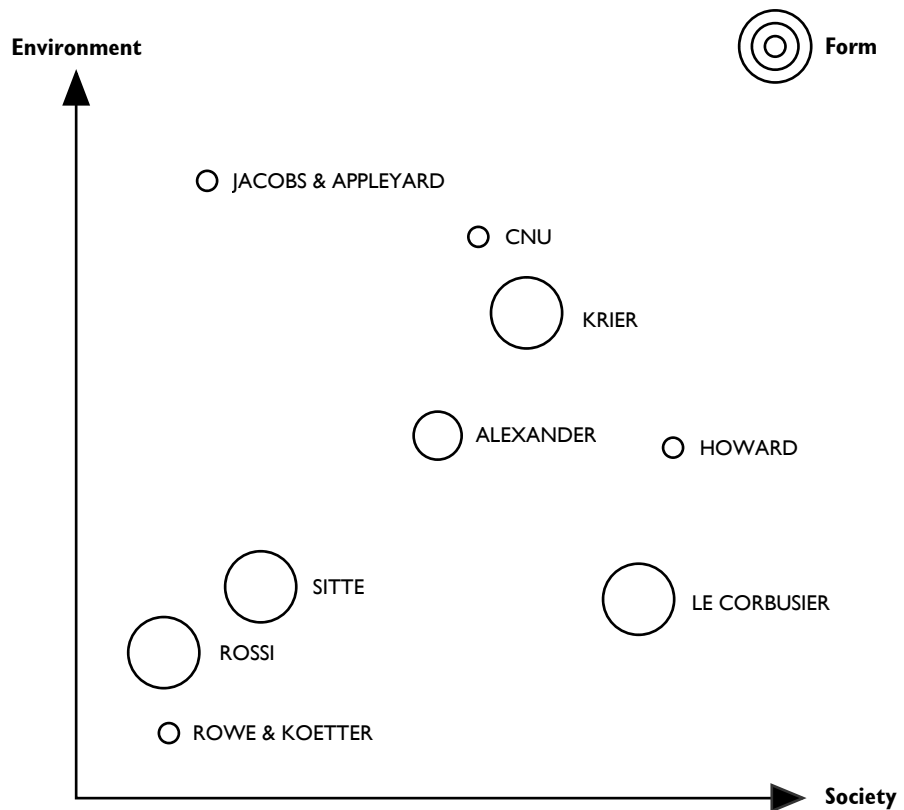 Environment
Form
JACOBS & APPLEYARD
CNU
KRIER
ALEXANDER
HOWARD
SITTE
LE CORBUSIER
ROSSI
ROWE & KOETTER
Society